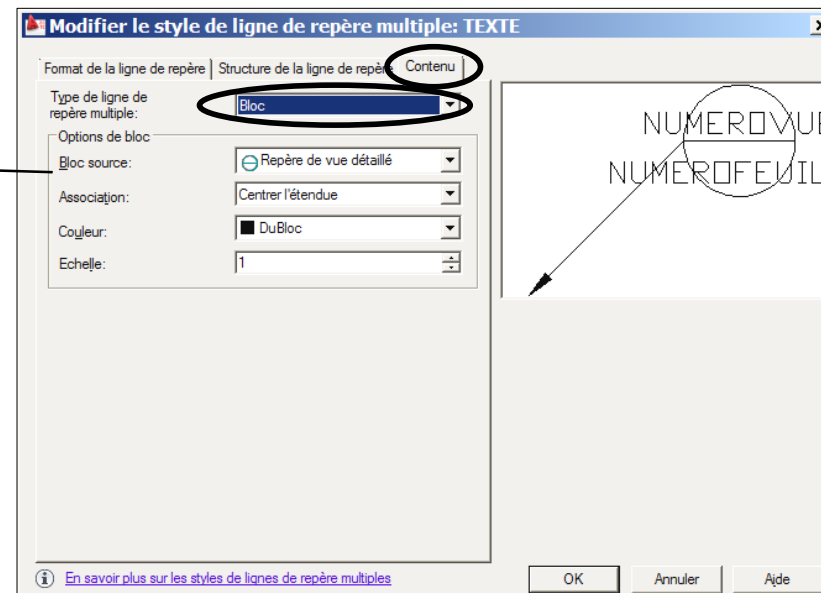 Modifier le style de ligne de repère multiple: TEXTE
Format de la ligne de repère
Structure de la ligne de repère
Contenu
Type de ligne de
repère multiple:
Bloc
Options de bloc
Bloc source:
Repère de vue détaillé
Association:
Centrer l'étendue
Couleur:
DuBloc
Echelle:
1
NUMEROVUE
NUMEROFEUIL
En savoir plus sur les styles de lignes de repère multiples
OK
Annuler
Aide